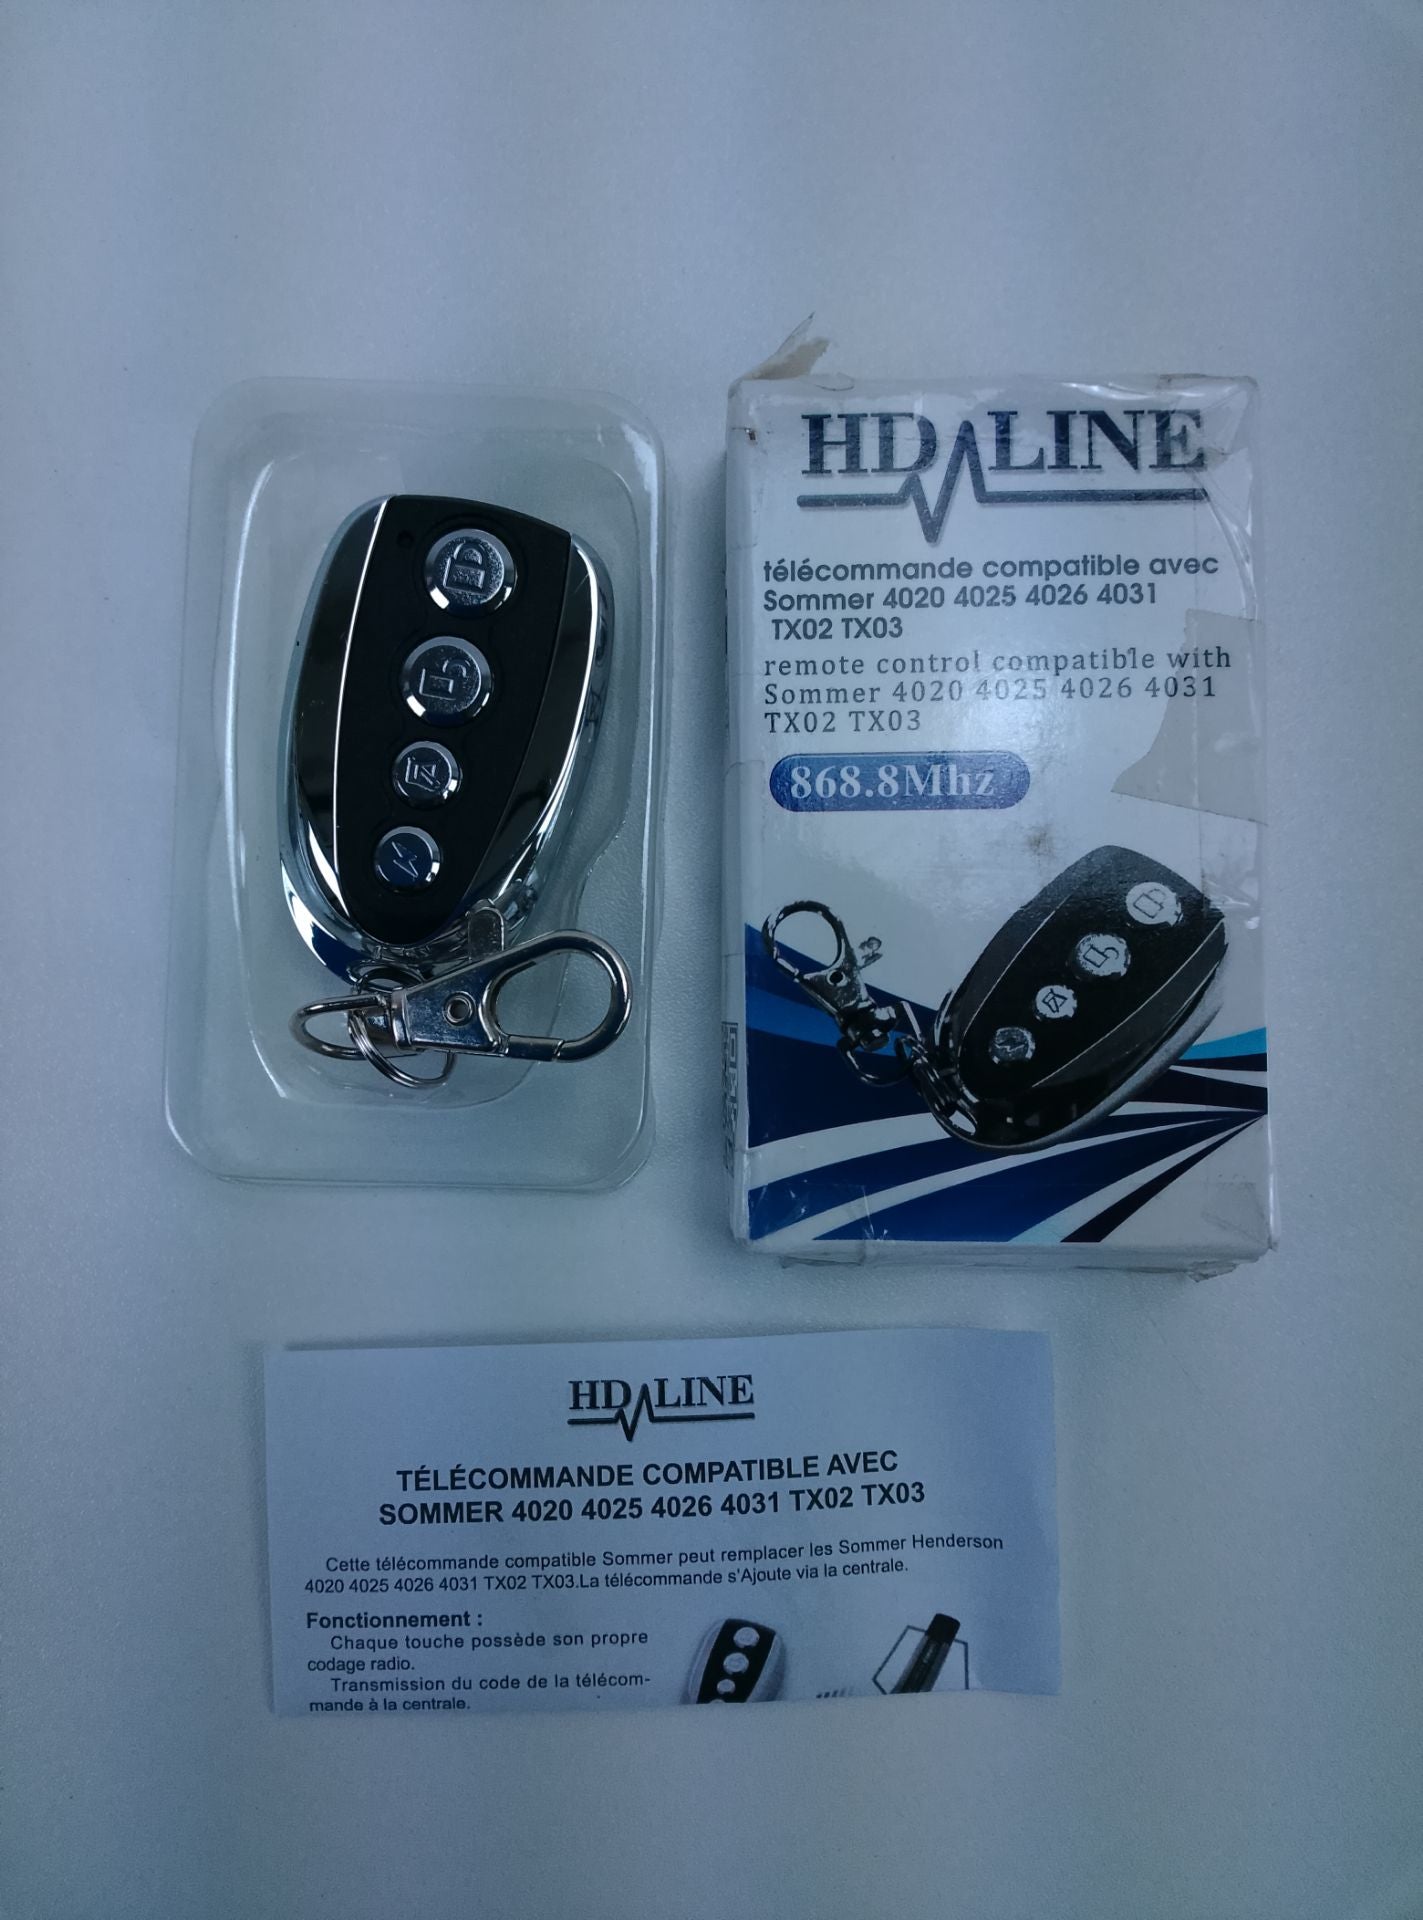 HD LINE
télécommande compatible avec
Sommer 4020 4025 4026 4031
TX02 TX03
remote control compatible with
Sommer 4020 4025 4026 4031
TX02 TX03
868.8Mhz
HD LINE
TÉLÉCOMMANDE COMPATIBLE AVEC
SOMMER 4020 4025 4026 4031 TX02 TX03
Cette télécommande compatible Sommer peut remplacer les Sommer Henderson
4020 4025 4026 4031 TX02 TX03.La télécommande s'Ajoute via la centrale.
Fonctionnement :
Chaque touche possède son propre
codage radio.
Transmission du code de la télécom-
mande à la centrale.